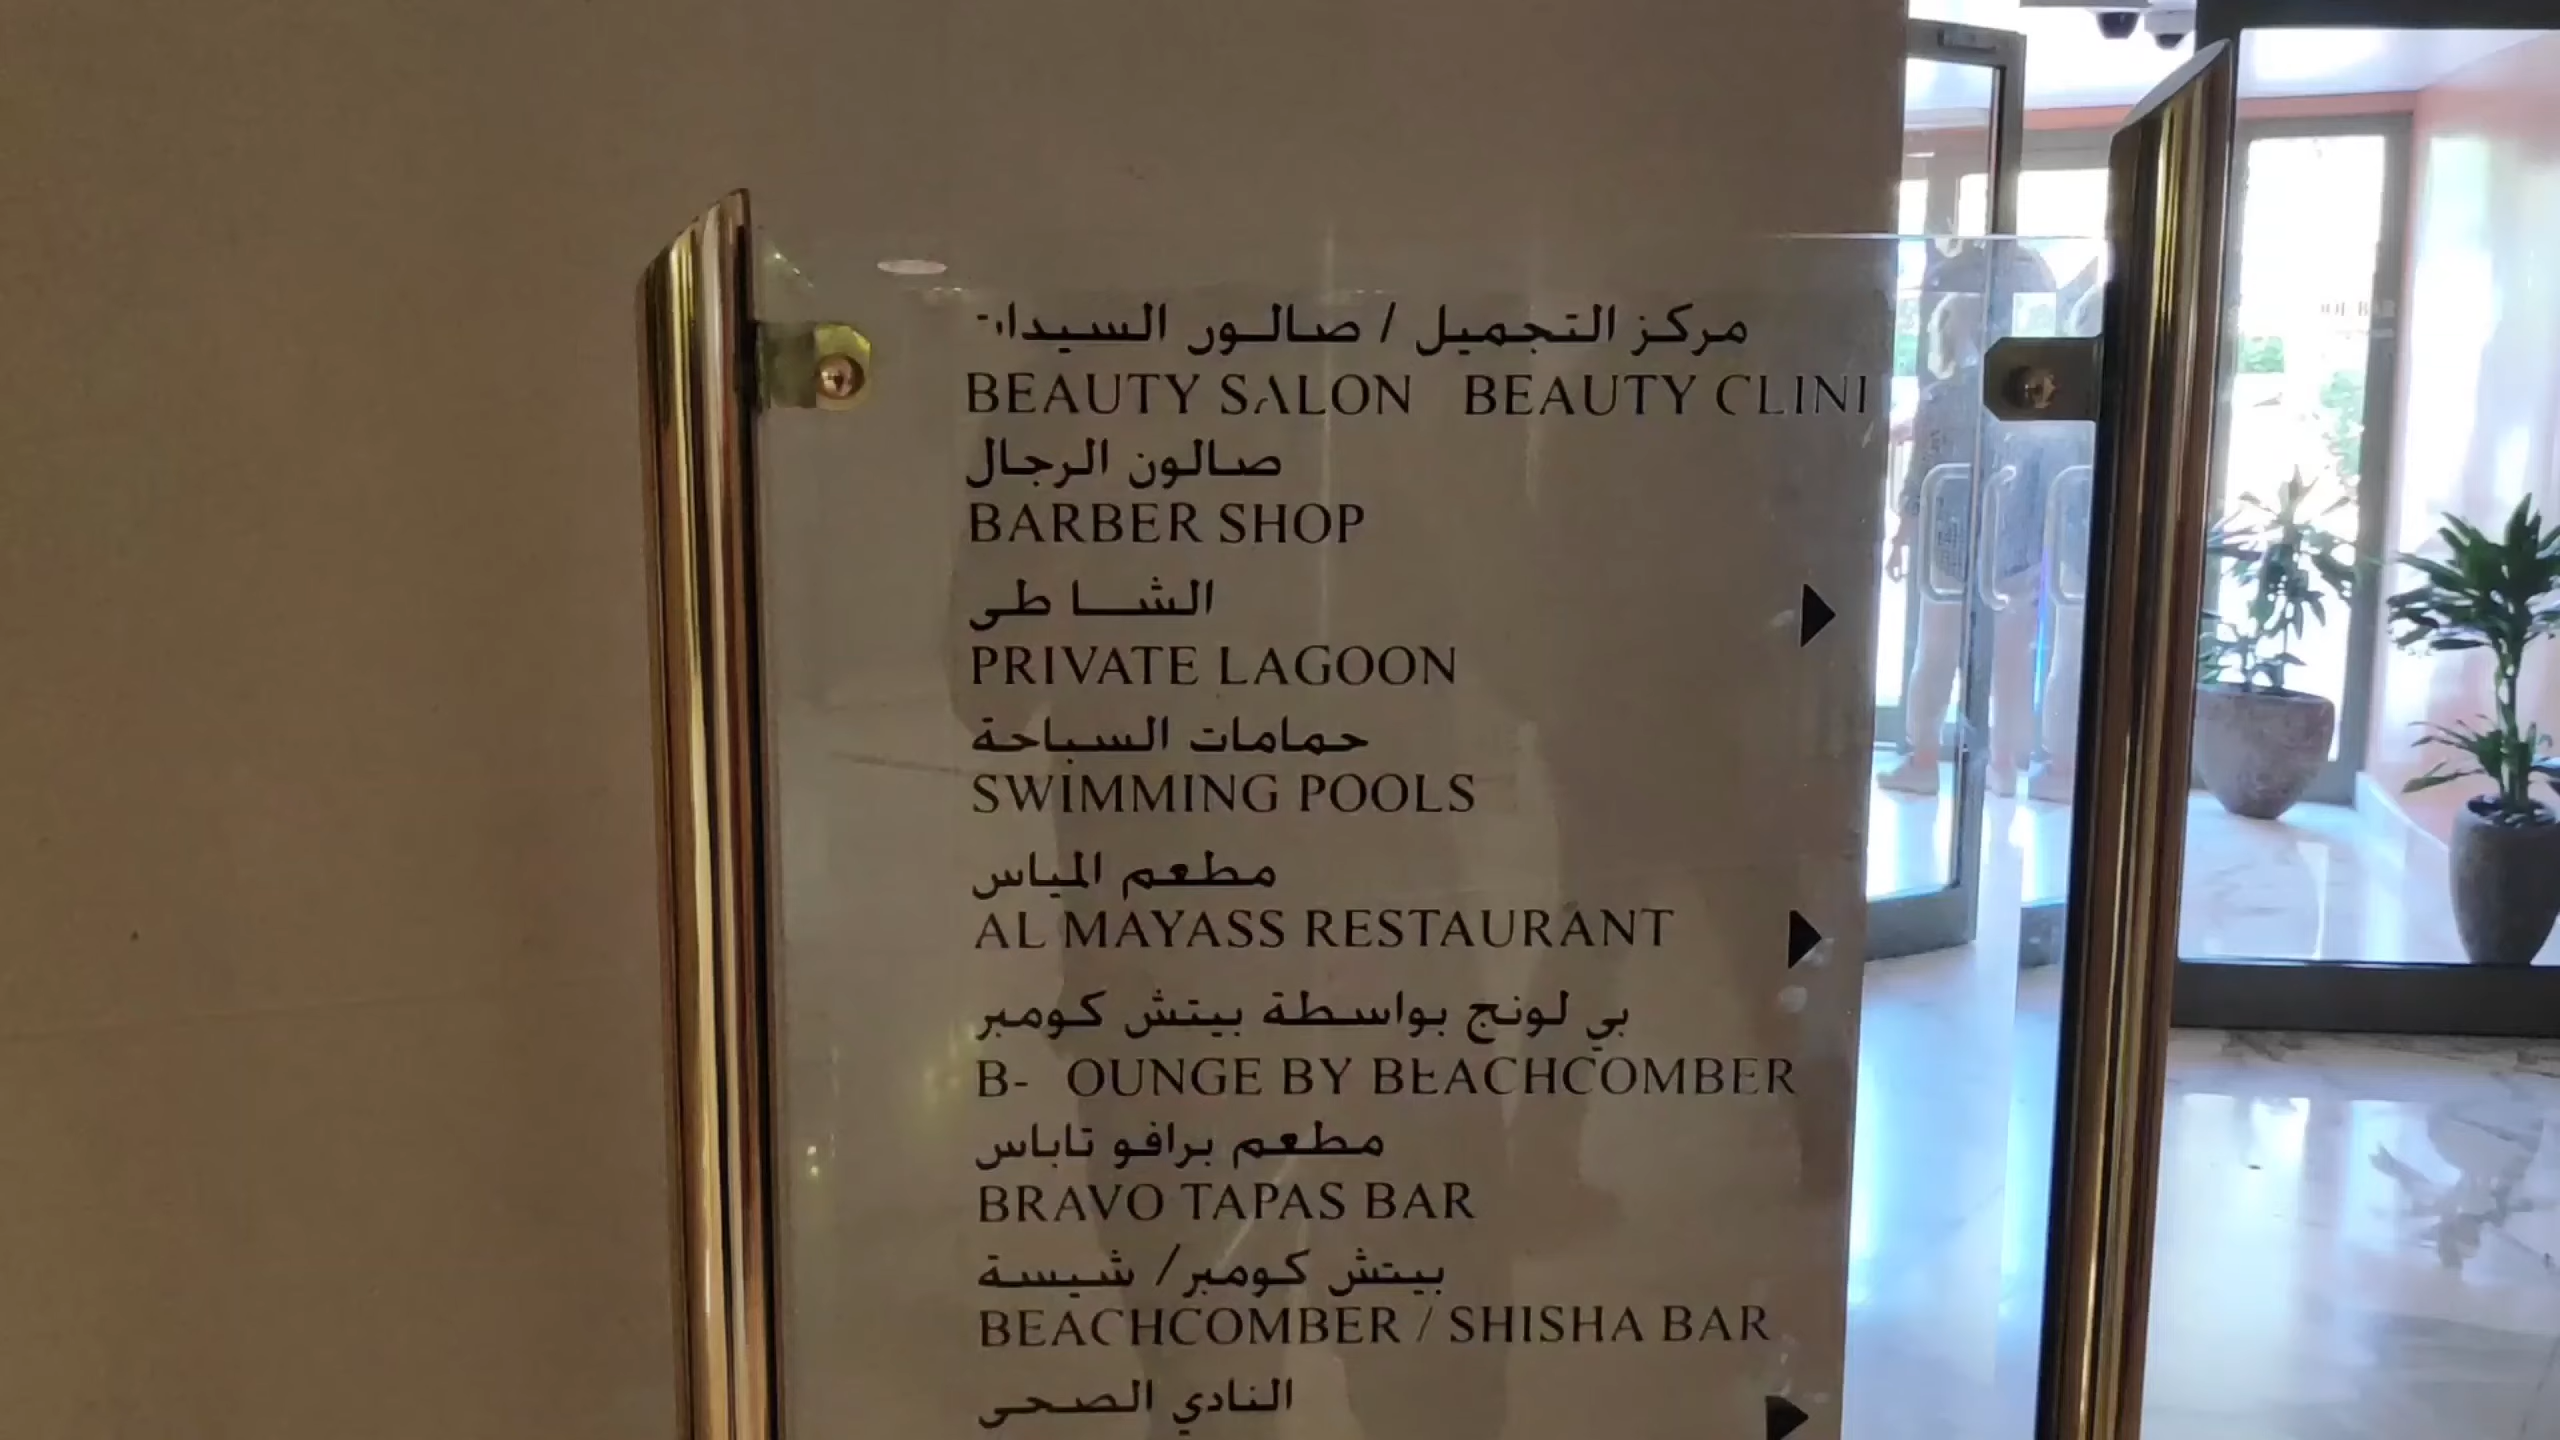 مركز التجميل / صالور السيدات
BEAUTY SALON BEAUTY CLINI
صالون الرجال
BARBER SHOP
الشا طى
PRIVATE LAGOON
حمامات السباحة
SWIMMING POOLS
مطعم المياس
AL MAYASS RESTAURANT
بي لونج بواسطة بيتش كومبر
B- OUNGE BY BEACHCOMBER
مطعم برافو تاباس
BRAVO TAPAS BAR
بيتش كومبر/ شيسة
BEACHCOMBER / SHISHA BAR
النادي الصحى